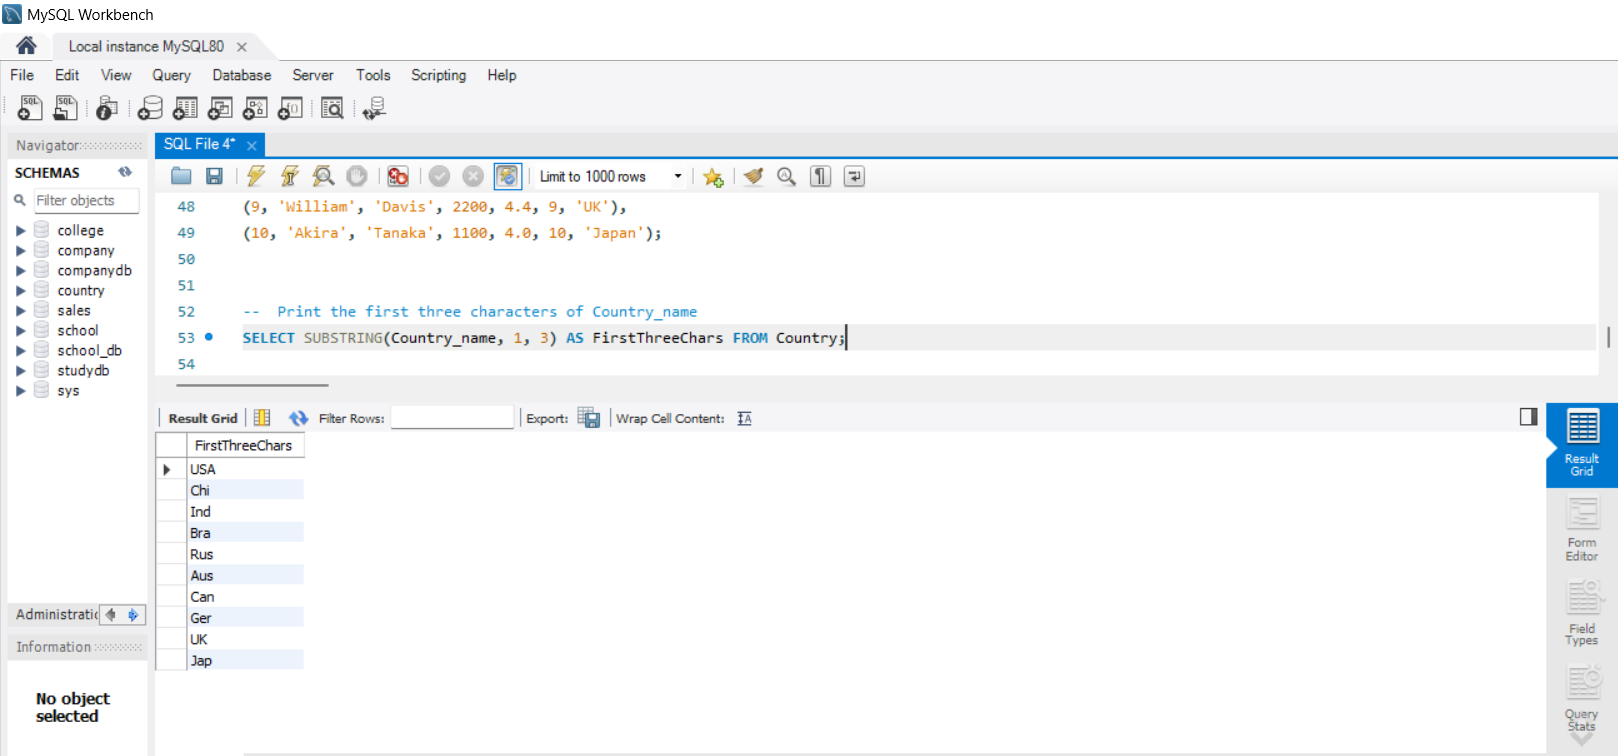 MySQL Workbench
Local instance MySQL80
File Edit View Query Database Server Tools Scripting Help
SQL SQL
Navigator
SCHEMAS
Filter objects
college
company
companydb
country
sales
school
school_db
studydb
sys
Administratic
Information
No object
selected
SQL File 4*
Limit to 1000 rows
48 (9, 'William', 'Davis', 2200, 4.4, 9, 'UK'),
49 (10, 'Akira', 'Tanaka', 1100, 4.0, 10, 'Japan');
50
51
52 -- Print the first three characters of Country_name
53 SELECT SUBSTRING(Country_name, 1, 3) AS FirstThreeChars FROM Country;
54
Result Grid Filter Rows: Export: Wrap Cell Content:
FirstThreeChars
USA
Chi
Ind
Bra
Rus
Aus
Can
Ger
UK
Jap
Result
Grid
Form
Editor
Field
Types
Query
Stats